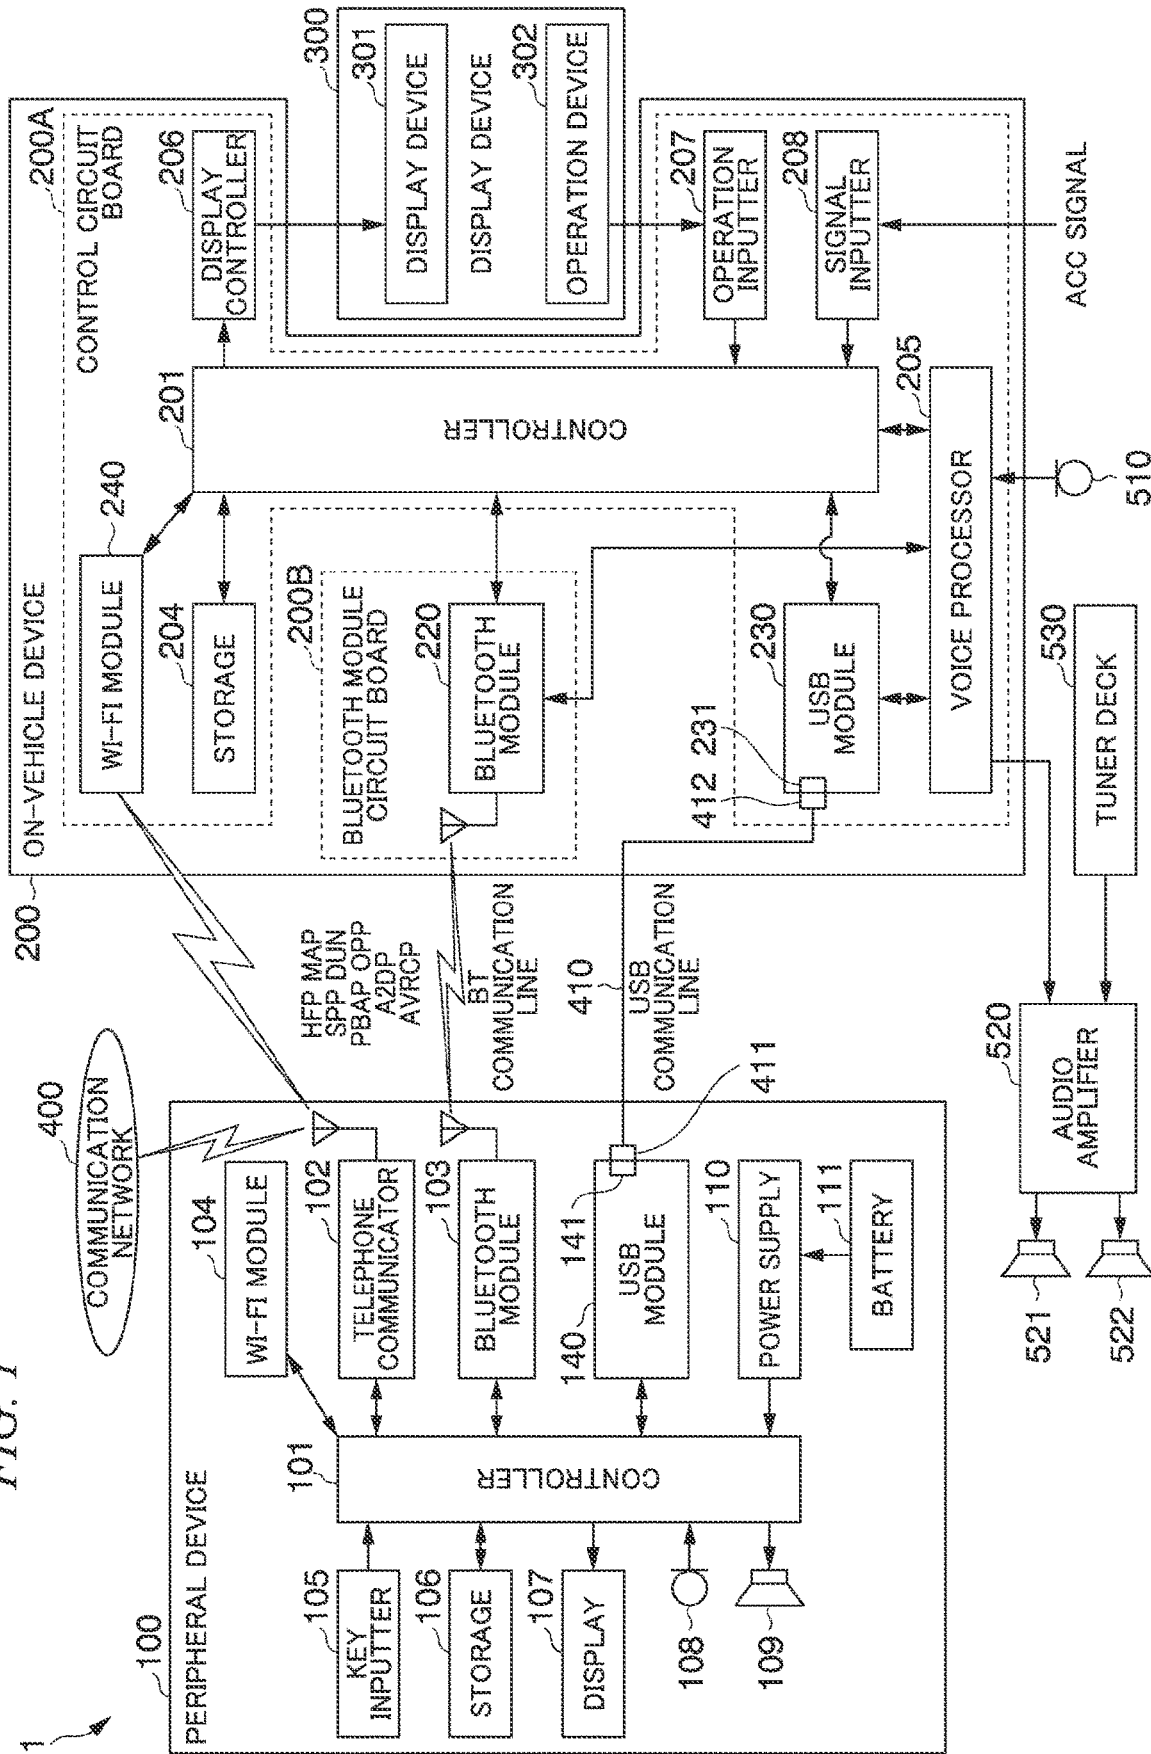 FIG. 1
1
100
PERIPHERAL DEVICE
105
KEY
INPUTTER
106
STORAGE
107
DISPLAY
108
109
101
CONTROLLER
104
WI-FI MODULE
102
TELEPHONE
COMMUNICATOR
103
BLUETOOTH
MODULE
140
USB
MODULE
141
411
110
POWER SUPPLY
111
BATTERY
400
COMMUNICATION
NETWORK
HFP MAP
SPP DUN
PBAP OPP
A2DP
AVRCP
BT
COMMUNICATION
LINE
410
USB
COMMUNICATION
LINE
200
ON-VEHICLE DEVICE
200A
CONTROL CIRCUIT
BOARD
240
WI-FI MODULE
204
STORAGE
200B
BLUETOOTH MODULE
CIRCUIT BOARD
220
BLUETOOTH
MODULE
230
USB
MODULE
412
231
201
CONTROLLER
205
VOICE PROCESSOR
206
DISPLAY
CONTROLLER
300
301
DISPLAY DEVICE
DISPLAY DEVICE
302
OPERATION DEVICE
207
OPERATION
INPUTTER
208
SIGNAL
INPUTTER
ACC SIGNAL
510
520
AUDIO
AMPLIFIER
521
522
530
TUNER DECK